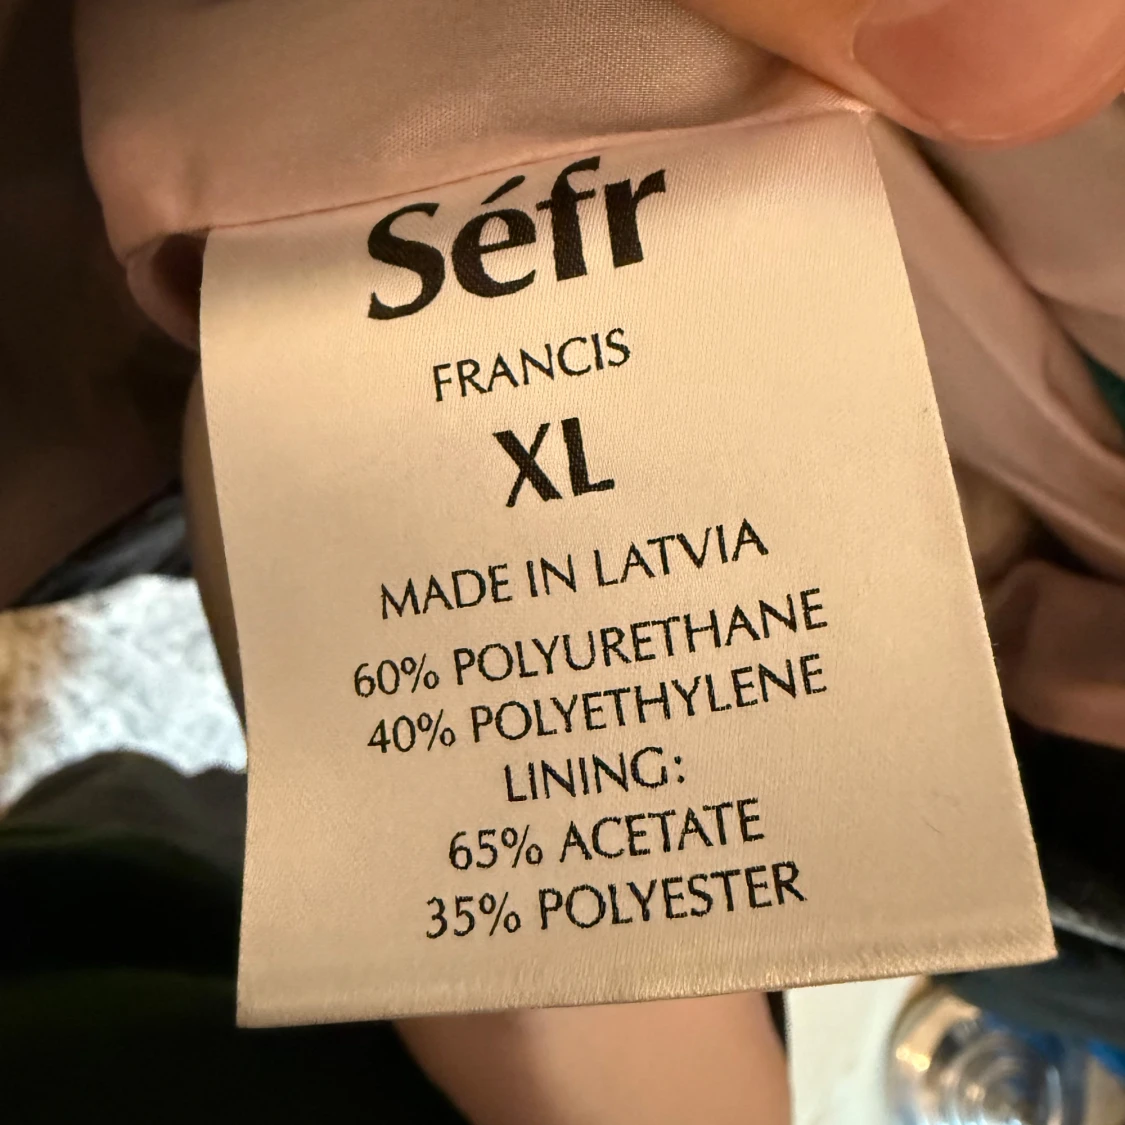 Séfr
FRANCIS
XL
MADE IN LATVIA
60% POLYURETHANE
40% POLYETHYLENE
LINING:
65% ACETATE
35% POLYESTER